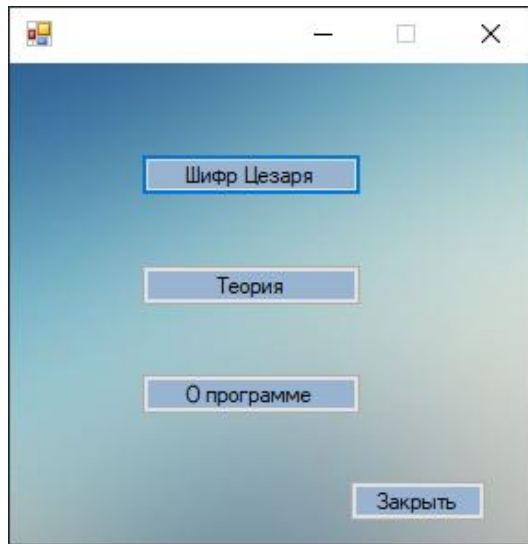 Шифр Цезаря
Теория
О программе
Закрыть